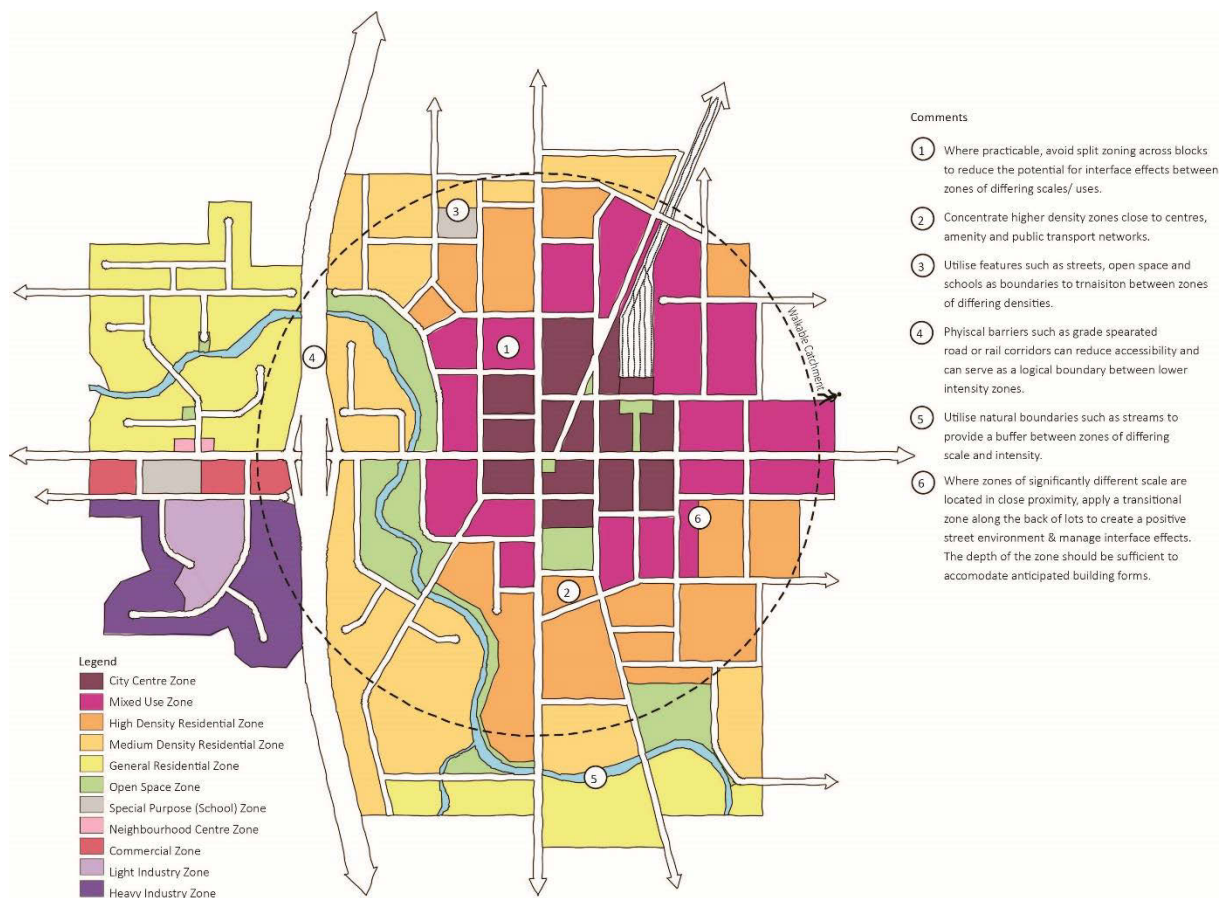 Comments
1 Where practicable, avoid split zoning across blocks
to reduce the potential for interface effects between
zones of differing scales/ uses.
2 Concentrate higher density zones close to centres,
amenity and public transport networks.
3 Utilise features such as streets, open space and
schools as boundaries to trnaisiton between zones
of differing densities.
4 Phyiscal barriers such as grade spearated
road or rail corridors can reduce accessibility and
can serve as a logical boundary between lower
intensity zones.
5 Utilise natural boundaries such as streams to
provide a buffer between zones of differing
scale and intensity.
6 Where zones of significantly different scale are
located in close proximity, apply a transitional
zone along the back of lots to create a positive
street environment & manage interface effects.
The depth of the zone should be sufficient to
accomodate anticipated building forms.
3
1
4
Walkable Catchment
6
2
5
Legend
City Centre Zone
Mixed Use Zone
High Density Residential Zone
Medium Density Residential Zone
General Residential Zone
Open Space Zone
Special Purpose (School) Zone
Neighbourhood Centre Zone
Commercial Zone
Light Industry Zone
Heavy Industry Zone